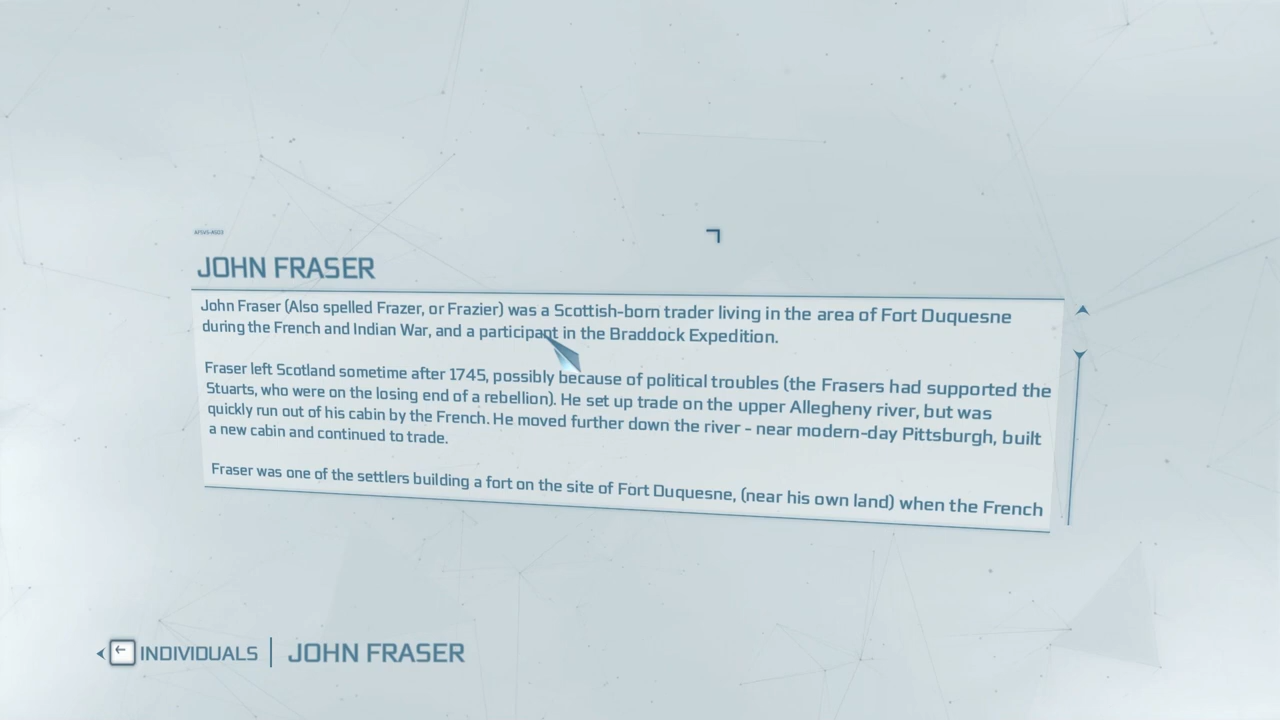 JOHN FRASER
John Fraser (Also spelled Frazer, or Frazier) was a Scottish-born trader living in the area of Fort Duquesne
during the French and Indian War, and a participant in the Braddock Expedition.
Fraser left Scotland sometime after 1745, possibly because of political troubles (the Frasers had supported the
Stuarts, who were on the losing end of a rebellion). He set up trade on the upper Allegheny river, but was
quickly run out of his cabin by the French. He moved further down the river - near modern-day Pittsburgh, built
a new cabin and continued to trade.
Fraser was one of the settlers building a fort on the site of Fort Duquesne, (near his own land) when the French
INDIVIDUALS | JOHN FRASER